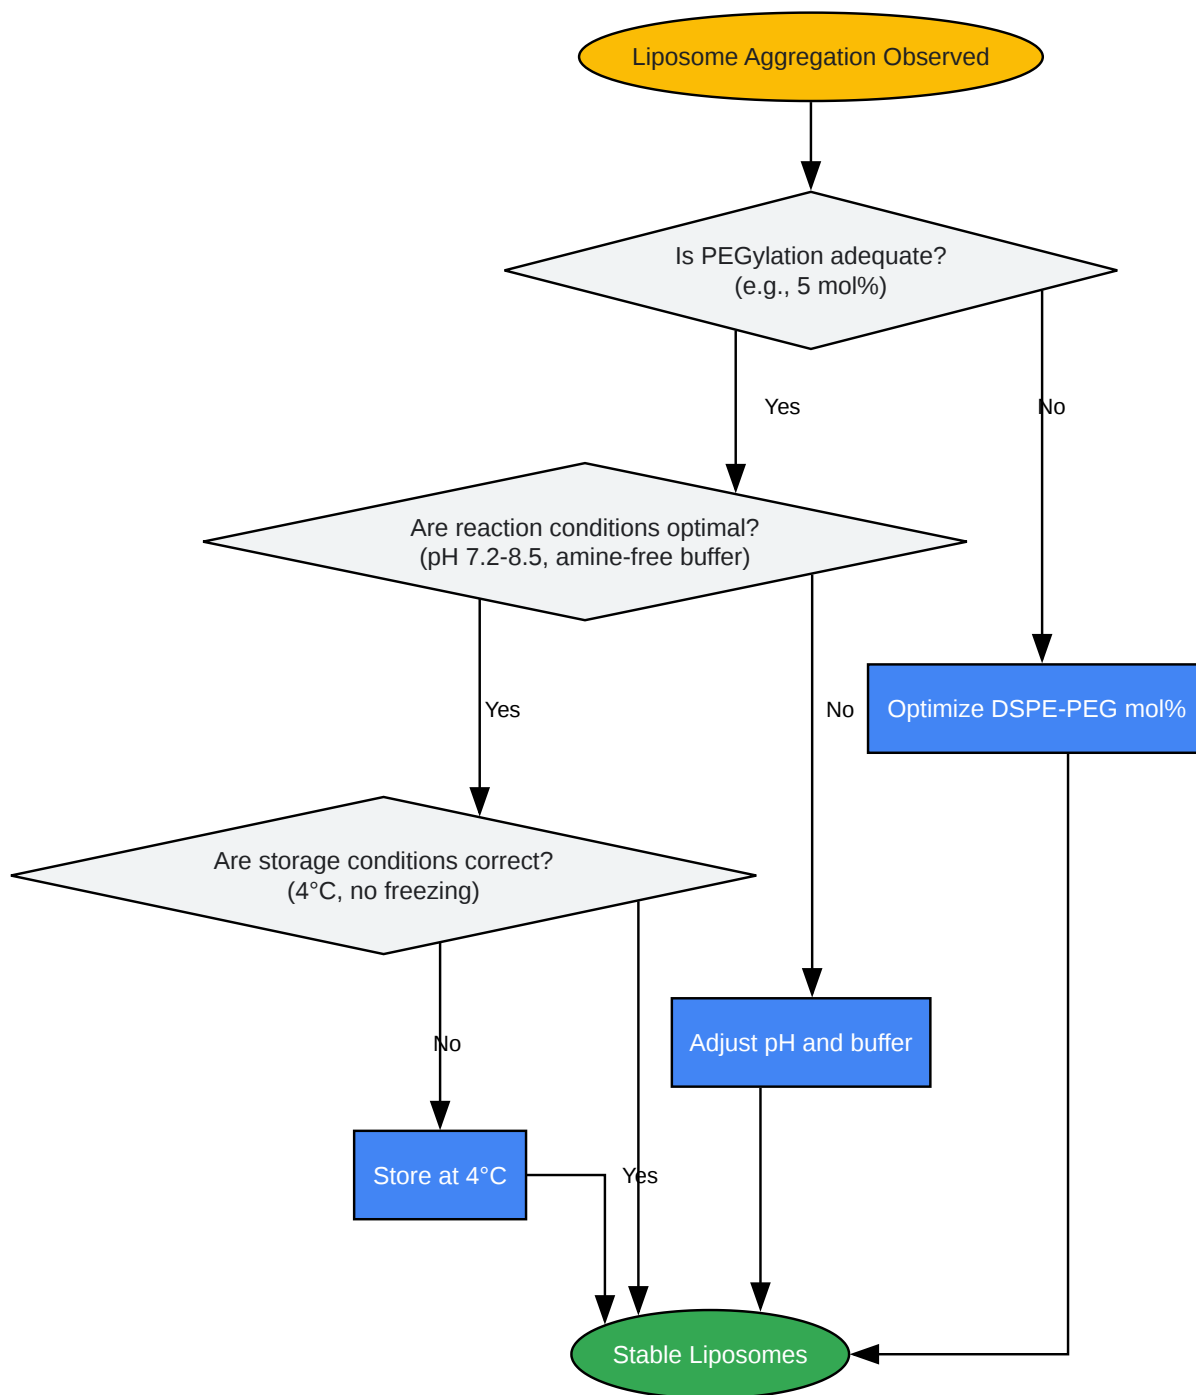 Liposome Aggregation Observed
Is PEGylation adequate?
(e.g., 5 mol%)
Yes
No
Are reaction conditions optimal?
(pH 7.2-8.5, amine-free buffer)
Yes
No
Optimize DSPE-PEG mol%
Are storage conditions correct?
(4°C, no freezing)
No
Adjust pH and buffer
Store at 4°C
Yes
Stable Liposomes